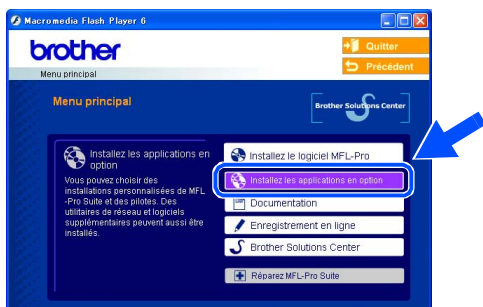 Macromedia Flash Player 6
brother
Quitter
Précédent
Menu principal
Menu principal
Brother Solutions Center
Installez les applications en
option
Vous pouvez choisir des
installations personnalisées de MFL
-Pro Suite et des pilotes. Des
utilitaires de réseau et logiciels
supplémentaires peuvent aussi être
installés.
Installez le logiciel MFL-Pro
Installez les applications en option
Documentation
Enregistrement en ligne
Brother Solutions Center
Réparez MFL-Pro Suite